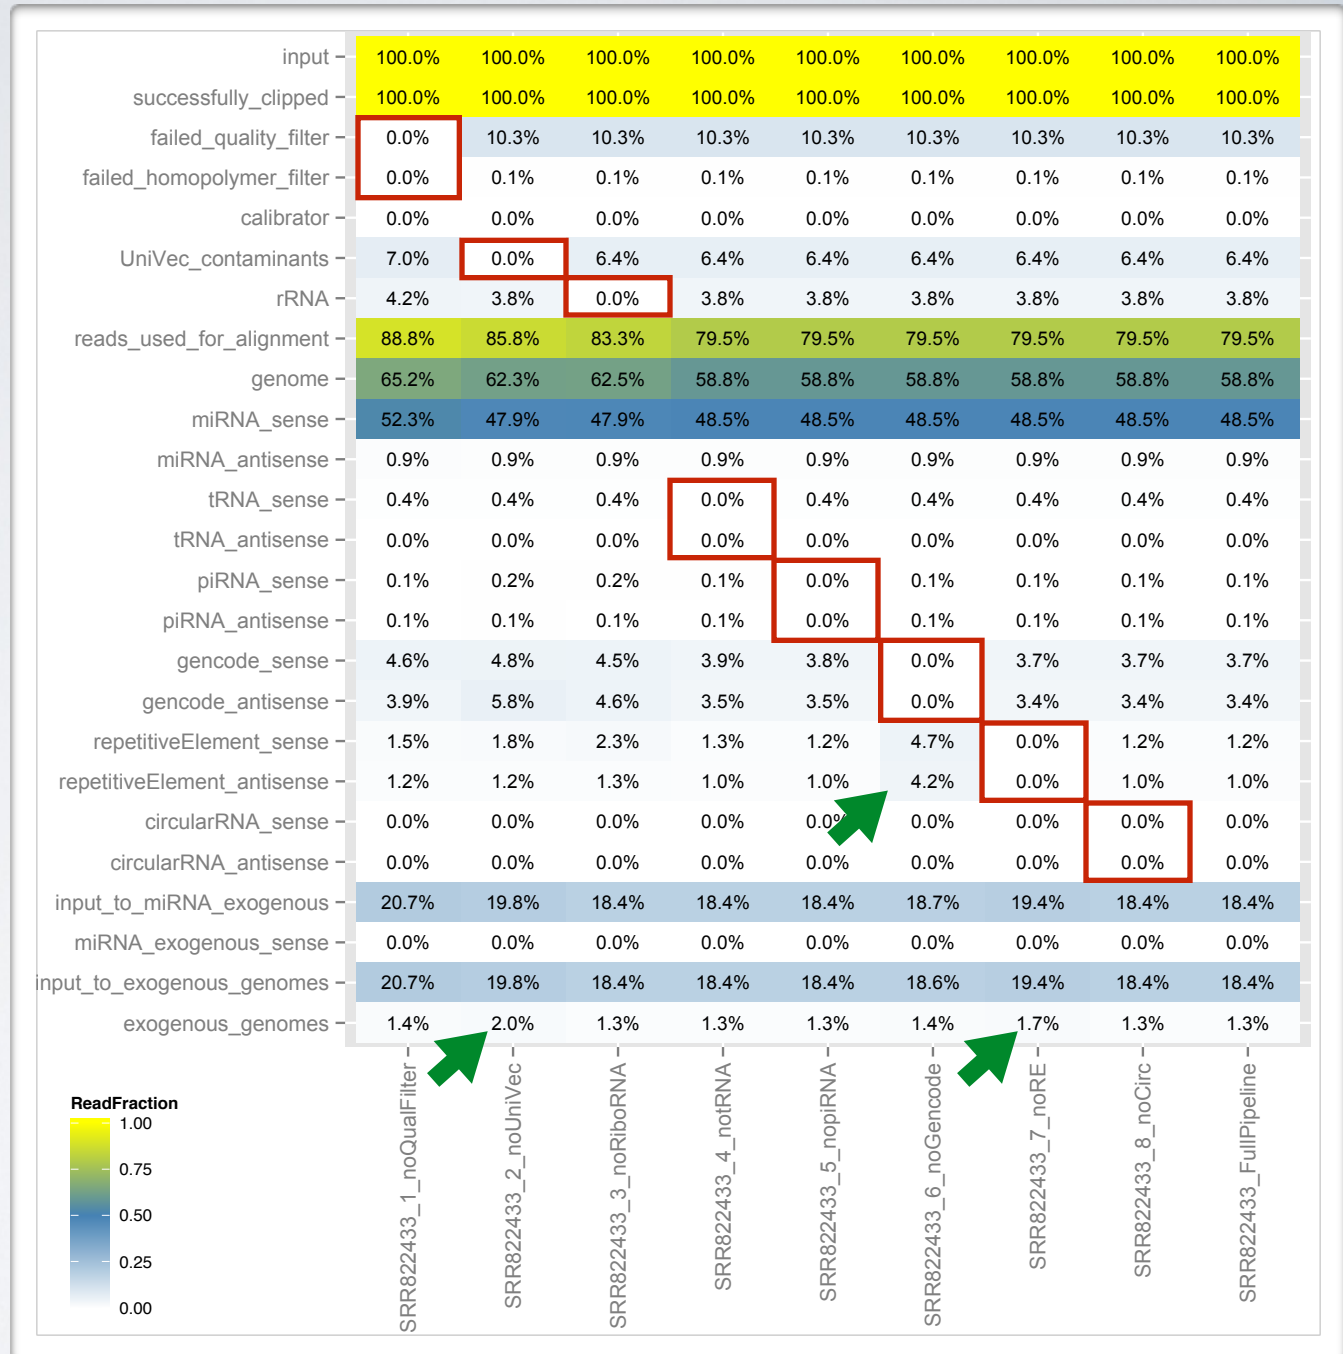 input 100.0% 100.0% 100.0% 100.0% 100.0% 100.0% 100.0% 100.0% 100.0%
successfully_clipped 100.0% 100.0% 100.0% 100.0% 100.0% 100.0% 100.0% 100.0% 100.0%
failed_quality_filter 0.0% 10.3% 10.3% 10.3% 10.3% 10.3% 10.3% 10.3% 10.3%
failed_homopolymer_filter 0.0% 0.1% 0.1% 0.1% 0.1% 0.1% 0.1% 0.1% 0.1%
calibrator 0.0% 0.0% 0.0% 0.0% 0.0% 0.0% 0.0% 0.0% 0.0%
UniVec_contaminants 7.0% 0.0% 6.4% 6.4% 6.4% 6.4% 6.4% 6.4% 6.4%
rRNA 4.2% 3.8% 0.0% 3.8% 3.8% 3.8% 3.8% 3.8% 3.8%
reads_used_for_alignment 88.8% 85.8% 83.3% 79.5% 79.5% 79.5% 79.5% 79.5% 79.5%
genome 65.2% 62.3% 62.5% 58.8% 58.8% 58.8% 58.8% 58.8% 58.8%
miRNA_sense 52.3% 47.9% 47.9% 48.5% 48.5% 48.5% 48.5% 48.5% 48.5%
miRNA_antisense 0.9% 0.9% 0.9% 0.9% 0.9% 0.9% 0.9% 0.9% 0.9%
tRNA_sense 0.4% 0.4% 0.4% 0.0% 0.4% 0.4% 0.4% 0.4% 0.4%
tRNA_antisense 0.0% 0.0% 0.0% 0.0% 0.0% 0.0% 0.0% 0.0% 0.0%
piRNA_sense 0.1% 0.2% 0.2% 0.1% 0.0% 0.1% 0.1% 0.1% 0.1%
piRNA_antisense 0.1% 0.1% 0.1% 0.1% 0.0% 0.1% 0.1% 0.1% 0.1%
gencode_sense 4.6% 4.8% 4.5% 3.9% 3.8% 0.0% 3.7% 3.7% 3.7%
gencode_antisense 3.9% 5.8% 4.6% 3.5% 3.5% 0.0% 3.4% 3.4% 3.4%
repetitiveElement_sense 1.5% 1.8% 2.3% 1.3% 1.2% 4.7% 0.0% 1.2% 1.2%
repetitiveElement_antisense 1.2% 1.2% 1.3% 1.0% 1.0% 4.2% 0.0% 1.0% 1.0%
circularRNA_sense 0.0% 0.0% 0.0% 0.0% 0.0% 0.0% 0.0% 0.0% 0.0%
circularRNA_antisense 0.0% 0.0% 0.0% 0.0% 0.0% 0.0% 0.0% 0.0% 0.0%
input_to_miRNA_exogenous 20.7% 19.8% 18.4% 18.4% 18.4% 18.7% 19.4% 18.4% 18.4%
miRNA_exogenous_sense 0.0% 0.0% 0.0% 0.0% 0.0% 0.0% 0.0% 0.0% 0.0%
input_to_exogenous_genomes 20.7% 19.8% 18.4% 18.4% 18.4% 18.6% 19.4% 18.4% 18.4%
exogenous_genomes 1.4% 2.0% 1.3% 1.3% 1.3% 1.4% 1.7% 1.3% 1.3%
SRR822433_1_noQualFilter
SRR822433_2_noUniVec
SRR822433_3_noRiboRNA
SRR822433_4_notRNA
SRR822433_5_nopiRNA
SRR822433_6_noGencode
SRR822433_7_noRE
SRR822433_8_noCirc
SRR822433_FullPipeline
ReadFraction
1.00
0.75
0.50
0.25
0.00